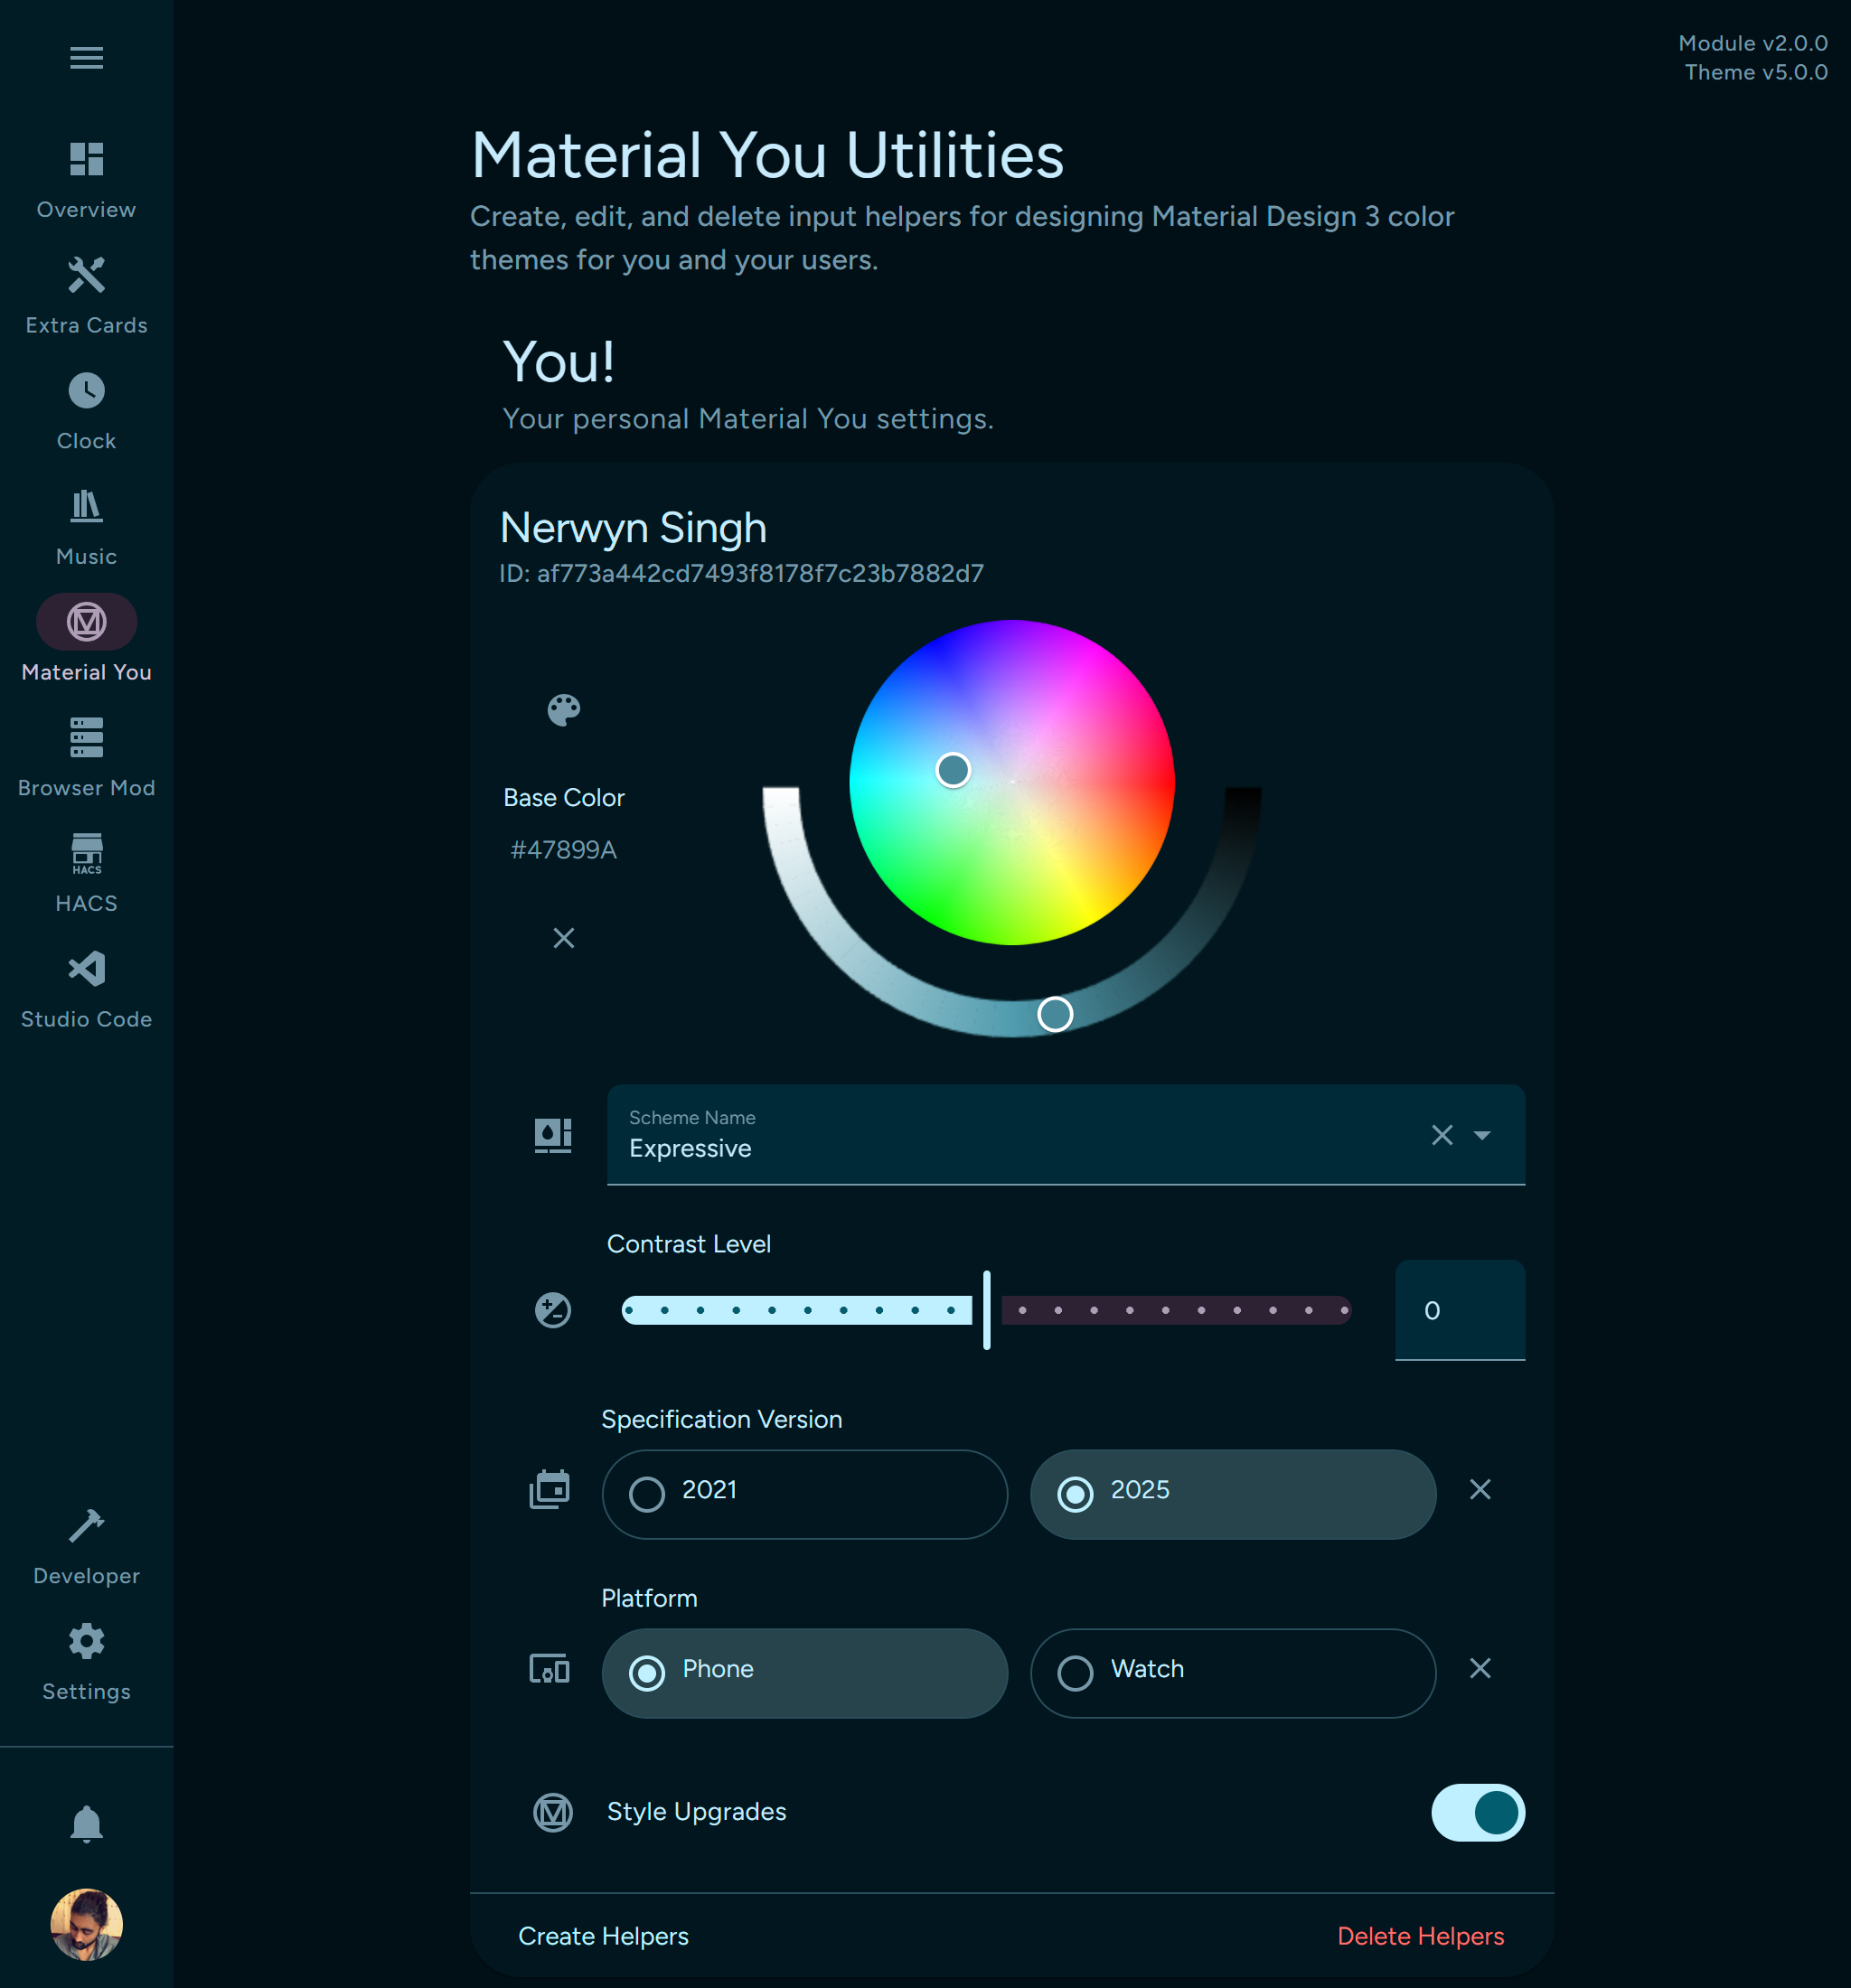 Module v2.0.0
Theme v5.0.0
Overview
Extra Cards
Clock
Music
Material You
Browser Mod
HACS
HACS
Studio Code
Developer
Settings
Material You Utilities
Create, edit, and delete input helpers for designing Material Design 3 color
themes for you and your users.
You!
Your personal Material You settings.
Nerwyn Singh
ID: af773a442cd7493f8178f7c23b7882d7
Base Color
#47899A
Scheme Name
Expressive
Contrast Level
0
Specification Version
2021
2025
Platform
Phone
Watch
Style Upgrades
Create Helpers
Delete Helpers